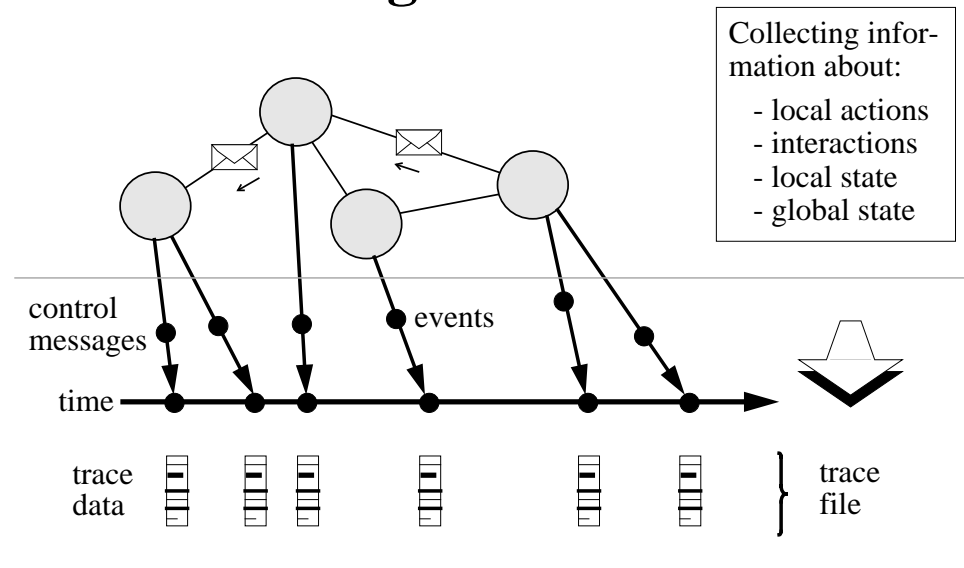 Collecting infor-
mation about:
- local actions
- interactions
- local state
- global state
control
messages
events
time
trace
data
trace
file